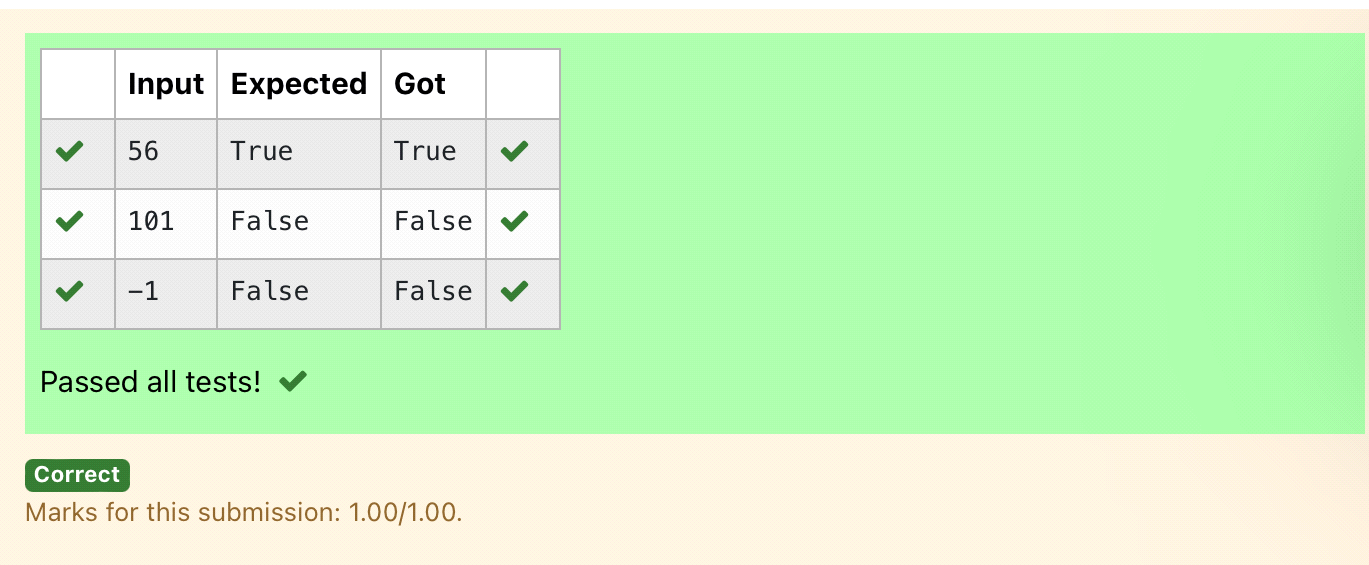 Input Expected Got
56 True True
101 False False
-1 False False
Passed all tests!
Correct
Marks for this submission: 1.00/1.00.